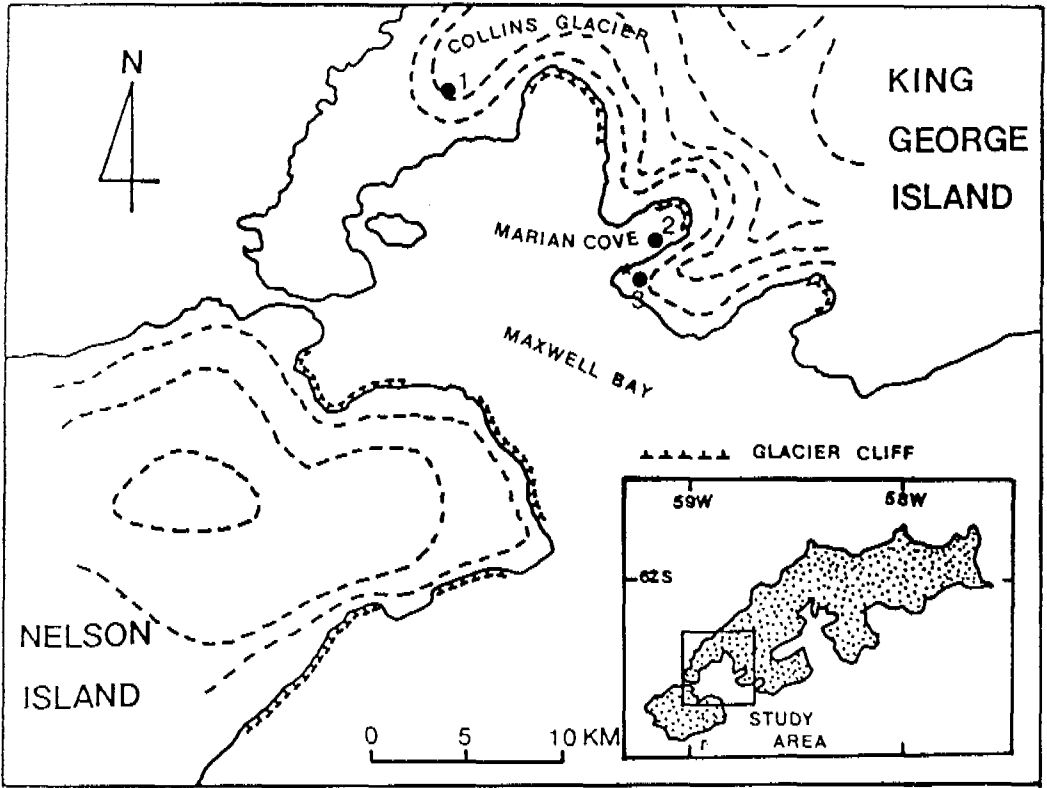 COLLINS GLACIER
N
1
KING
GEORGE
ISLAND
2
MARIAN COVE
3
MAXWELL BAY
GLACIER CLIFF
59W
58W
62S
NELSON
ISLAND
STUDY
AREA
0 5 10 KM